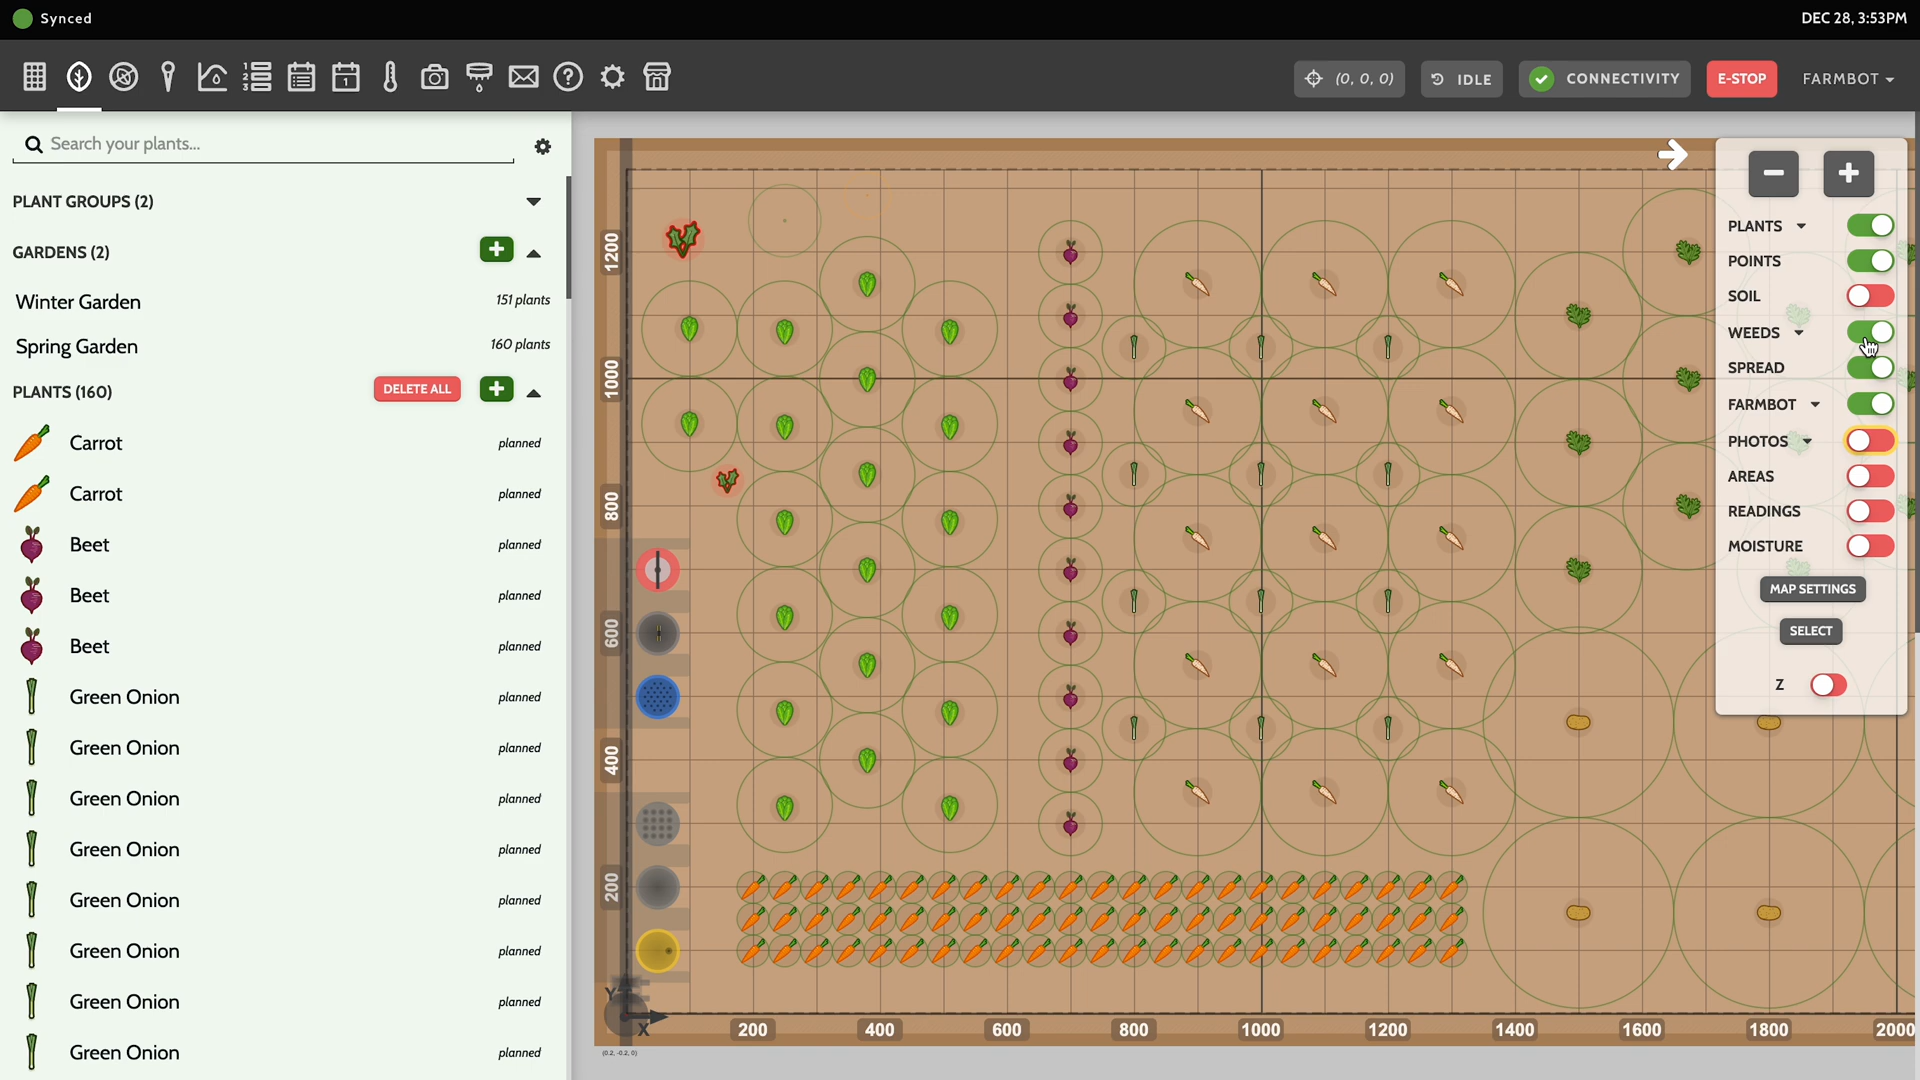 Synced
DEC 28, 3:53PM
(0, 0, 0)
IDLE
CONNECTIVITY
E-STOP
FARMBOT
Search your plants...
PLANT GROUPS (2)
GARDENS (2)
Winter Garden 151 plants
Spring Garden 160 plants
PLANTS (160) DELETE ALL
Carrot planned
Carrot planned
Beet planned
Beet planned
Beet planned
Green Onion planned
Green Onion planned
Green Onion planned
Green Onion planned
Green Onion planned
Green Onion planned
Green Onion planned
Green Onion planned
1200
1000
800
600
400
200
Y
X
200 400 600 800 1000 1200 1400 1600 1800 2000
(0.2, -0.2, 0)
PLANTS
POINTS
SOIL
WEEDS
SPREAD
FARMBOT
PHOTOS
AREAS
READINGS
MOISTURE
MAP SETTINGS
SELECT
Z